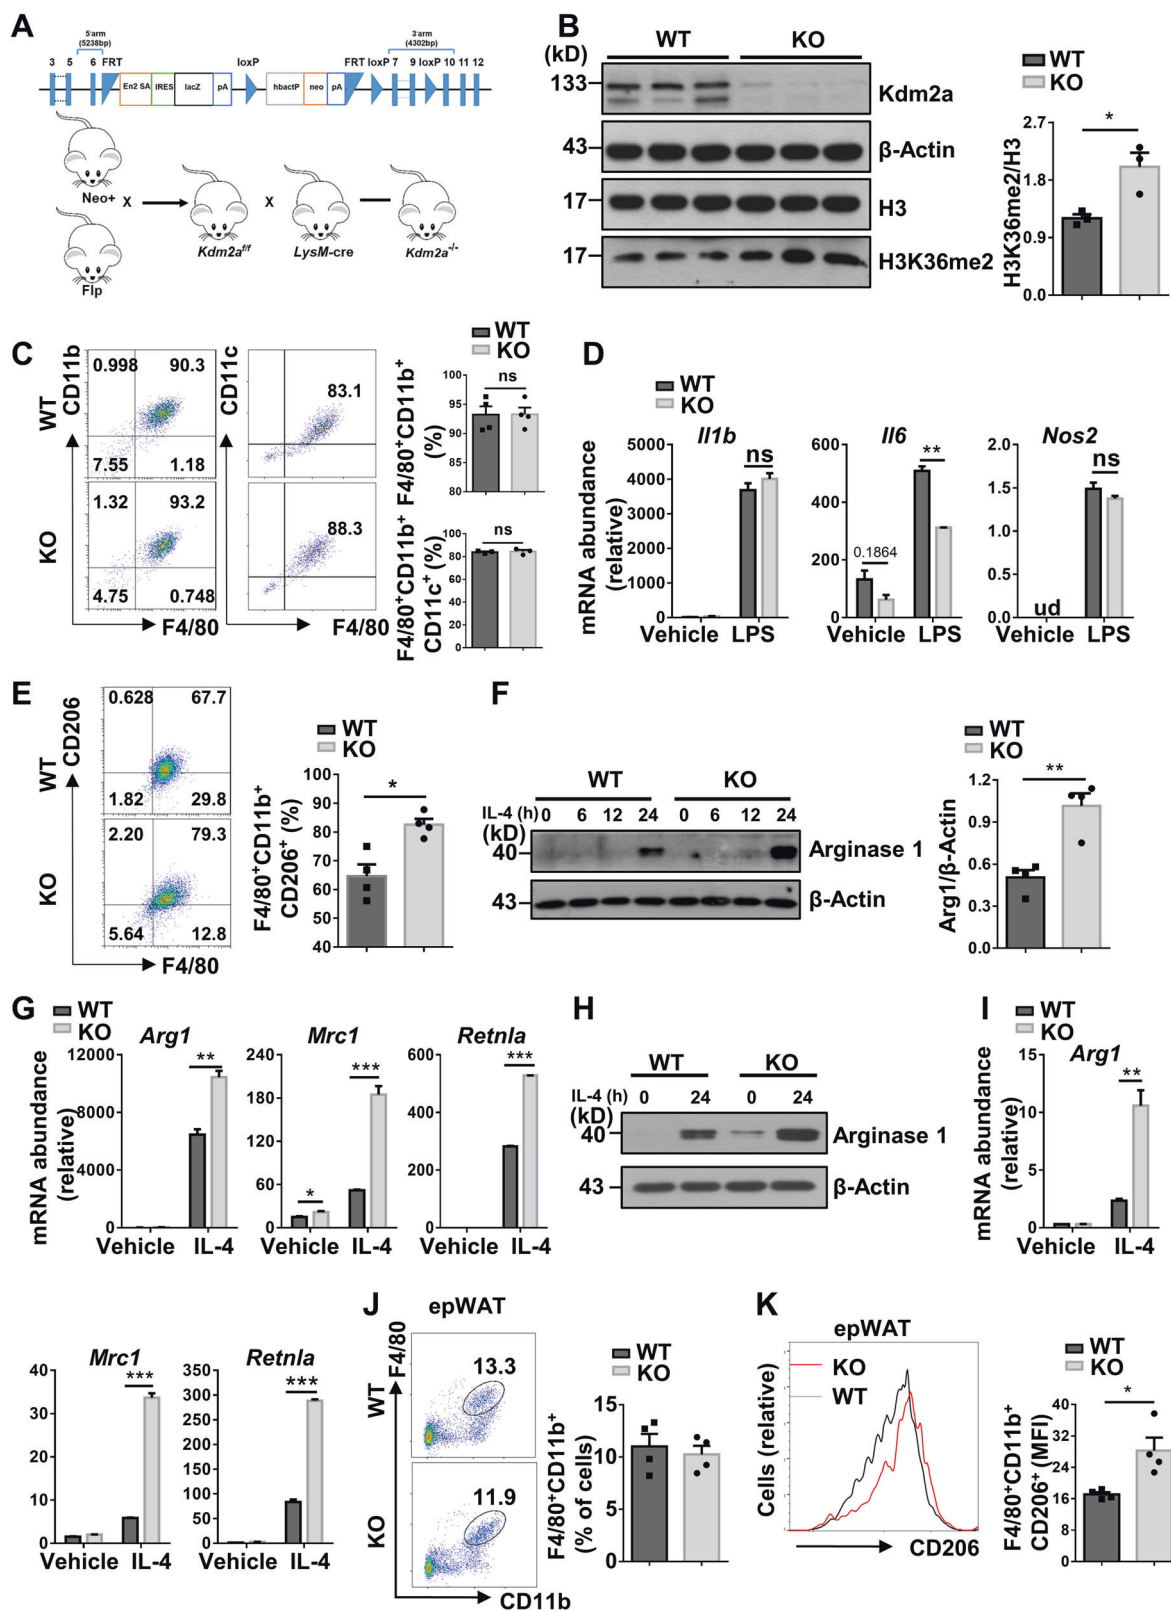 A
5'arm
(5238bp)
3'arm
(4302bp)
3 5 6 FRT loxP FRT loxP 7 9 loxP 10 11 12
En2 SA IRES lacZ pA hbactP neo pA
Neo+
X
X
Flp
Kdm2af/f
LysM-cre
Kdm2a-/-
B
(kD)
WT KO
133
Kdm2a
43
β-Actin
17
H3
17
H3K36me2
WT
KO
H3K36me2/H3
2.7
1.8
0.9
0.0
*
C
CD11b
CD11c
WT
KO
0.998 90.3
7.55 1.18
1.32 93.2
4.75 0.748
F4/80
83.1
88.3
F4/80
WT
KO
F4/80+CD11b+
(%)
100
95
90
85
80
ns
F4/80+CD11b+
CD11c+ (%)
100
80
60
40
20
0
ns
D
WT
KO
mRNA abundance
(relative)
Il1b
4000
3000
2000
1000
0
ns
Vehicle LPS
Il6
600
400
200
0
0.1864
**
Vehicle LPS
Nos2
2.0
1.5
1.0
0.5
0.0
ud
ns
Vehicle LPS
E
CD206
WT
KO
0.628 67.7
1.82 29.8
2.20 79.3
5.64 12.8
F4/80
WT
KO
F4/80+CD11b+
CD206+ (%)
100
90
80
70
60
50
40
*
F
WT KO
IL-4 (h) 0 6 12 24 0 6 12 24
(kD)
40
Arginase 1
43
β-Actin
WT
KO
Arg1/β-Actin
1.2
0.9
0.6
0.3
0.0
**
G
WT
KO
mRNA abundance
(relative)
Arg1
12000
8000
4000
0
**
Vehicle IL-4
Mrc1
240
180
120
60
0
*
***
Vehicle IL-4
Retnla
600
400
200
0
***
Vehicle IL-4
H
WT KO
IL-4 (h) 0 24 0 24
(kD)
40
Arginase 1
43
β-Actin
I
WT
KO
mRNA abundance
(relative)
Arg1
15
10
5
0
**
Vehicle IL-4
Mrc1
40
30
20
10
0
***
Vehicle IL-4
Retnla
350
300
250
200
150
100
50
0
***
Vehicle IL-4
J
epWAT
F4/80
WT
13.3
KO
11.9
CD11b
WT
KO
F4/80+CD11b+
(% of cells)
15
10
5
0
K
epWAT
Cells (relative)
KO
WT
CD206
WT
KO
F4/80+CD11b+
CD206+ (MFI)
40
32
24
16
8
0
*